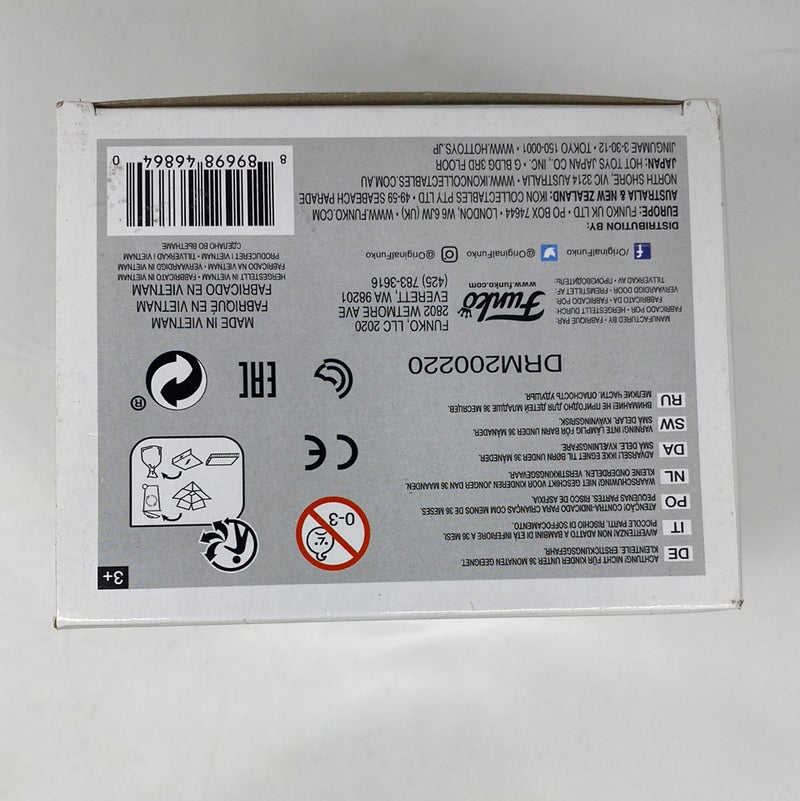 DE
ACHTUNG! NICHT FÜR KINDER UNTER 36 MONATEN GEEIGNET.
KLEINTEILE. ERSTICKUNGSGEFAHR.
IT
AVVERTENZA! NON ADATTO A BAMBINI DI ETÀ INFERIORE A 36 MESI.
PICCOLE PARTI. RISCHIO DI SOFFOCAMENTO.
PO
ATENÇÃO: CONTRA-INDICADO PARA CRIANÇAS COM MENOS DE 36 MESES.
PEQUENAS PARTES. RISCO DE ASFIXIA.
NL
WAARSCHUWING! NIET GESCHIKT VOOR KINDEREN JONGER DAN 36 MAANDEN.
KLEINE ONDERDELEN. VERSTIKKINGSGEVAAR.
DA
ADVARSEL! IKKE EGNET TIL BØRN UNDER 36 MÅNEDER.
SMÅ DELE. KVÆLNINGSFARE.
SW
VARNING! INTE LÄMPLIG FÖR BARN UNDER 36 MÅNADER.
SMÅ DELAR. KVÄVNINGSRISK.
RU
ВНИМАНИЕ! НЕ ПРИГОДНО ДЛЯ ДЕТЕЙ МЛАДШЕ 36 МЕСЯЦЕВ.
МЕЛКИЕ ЧАСТИ. ОПАСНОСТЬ УДУШЬЯ.
3+
0-3
CE
EAC
®
DRM200220
MANUFACTURED BY • FABRIQUÉ PAR:
FABRICADO POR • HERGESTELLT DURCH:
FABBRICATO DA • FABRICADO POR:
VERVAARDIGD DOOR • FREMSTILLET AF:
TILLVERKAD AV • ПРОИЗВОДИТЕЛЬ:
Funko
www.funko.com
FUNKO, LLC 2020
2802 WETMORE AVE
EVERETT, WA 98201
(425) 783-3616
MADE IN VIETNAM
FABRIQUÉ EN VIETNAM
FABRICADO EN VIETNAM
HERGESTELLT IN VIETNAM • FABBRICATO IN VIETNAM
FABRICADO NO VIETNAM • VERVAARDIGD IN VIETNAM
PRODUCERET I VIETNAM • TILLVERKAD I VIETNAM
СДЕЛАНО ВО ВЬЕТНАМЕ
f /OriginalFunko
@OriginalFunko
@OriginalFunko
DISTRIBUTION BY:
EUROPE: FUNKO UK LTD • PO BOX 74644 • LONDON, W6 6JW (UK) • WWW.FUNKO.COM
AUSTRALIA & NEW ZEALAND: IKON COLLECTABLES PTY LTD • 49-59 SEABREACH PARADE
NORTH SHORE, VIC 3214 AUSTRALIA • WWW.IKONCOLLECTABLES.COM.AU
JAPAN: HOT TOYS JAPAN CO., INC. • G BLDG 3RD FLOOR
JINGUMAE 3-30-12 • TOKYO 150-0001 • WWW.HOTTOYS.JP
8 89698 46864 0